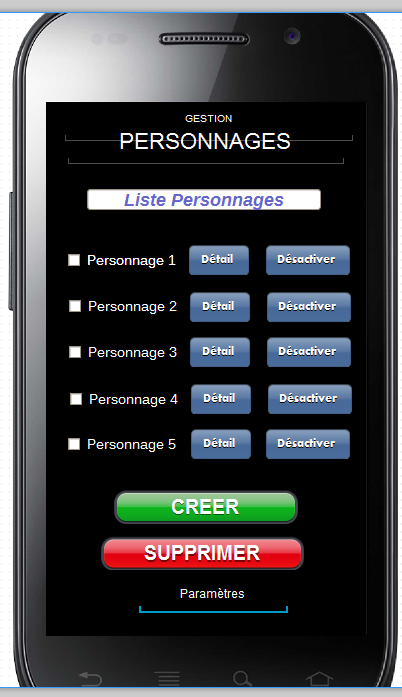 GESTION
PERSONNAGES
Liste Personnages
Personnage 1 Détail Désactiver
Personnage 2 Détail Désactiver
Personnage 3 Détail Désactiver
Personnage 4 Détail Désactiver
Personnage 5 Détail Désactiver
CREER
SUPPRIMER
Paramètres